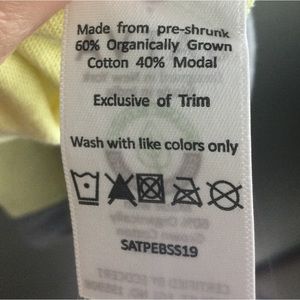 Made from pre-shrunk
60% Organically Grown
Cotton 40% Modal
Exclusive of Trim
Wash with like colors only
SATPEBSS19